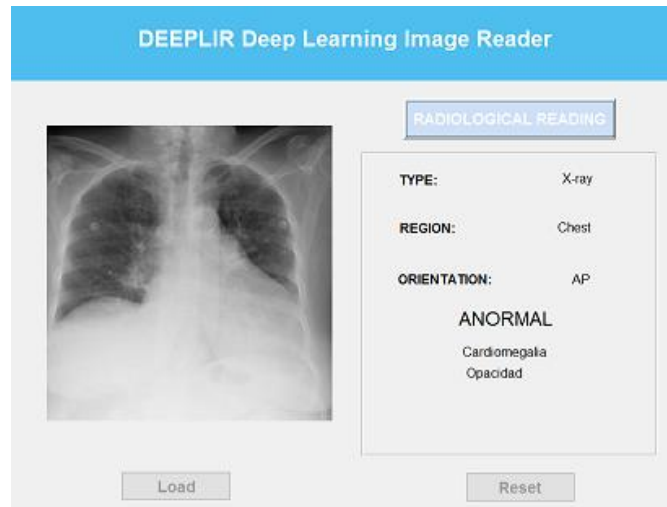 DEEPLIR Deep Learning Image Reader
RADIOLOGICAL READING
TYPE: X-ray
REGION: Chest
ORIENTATION: AP
ANORMAL
Cardiomegalia
Opacidad
Load
Reset